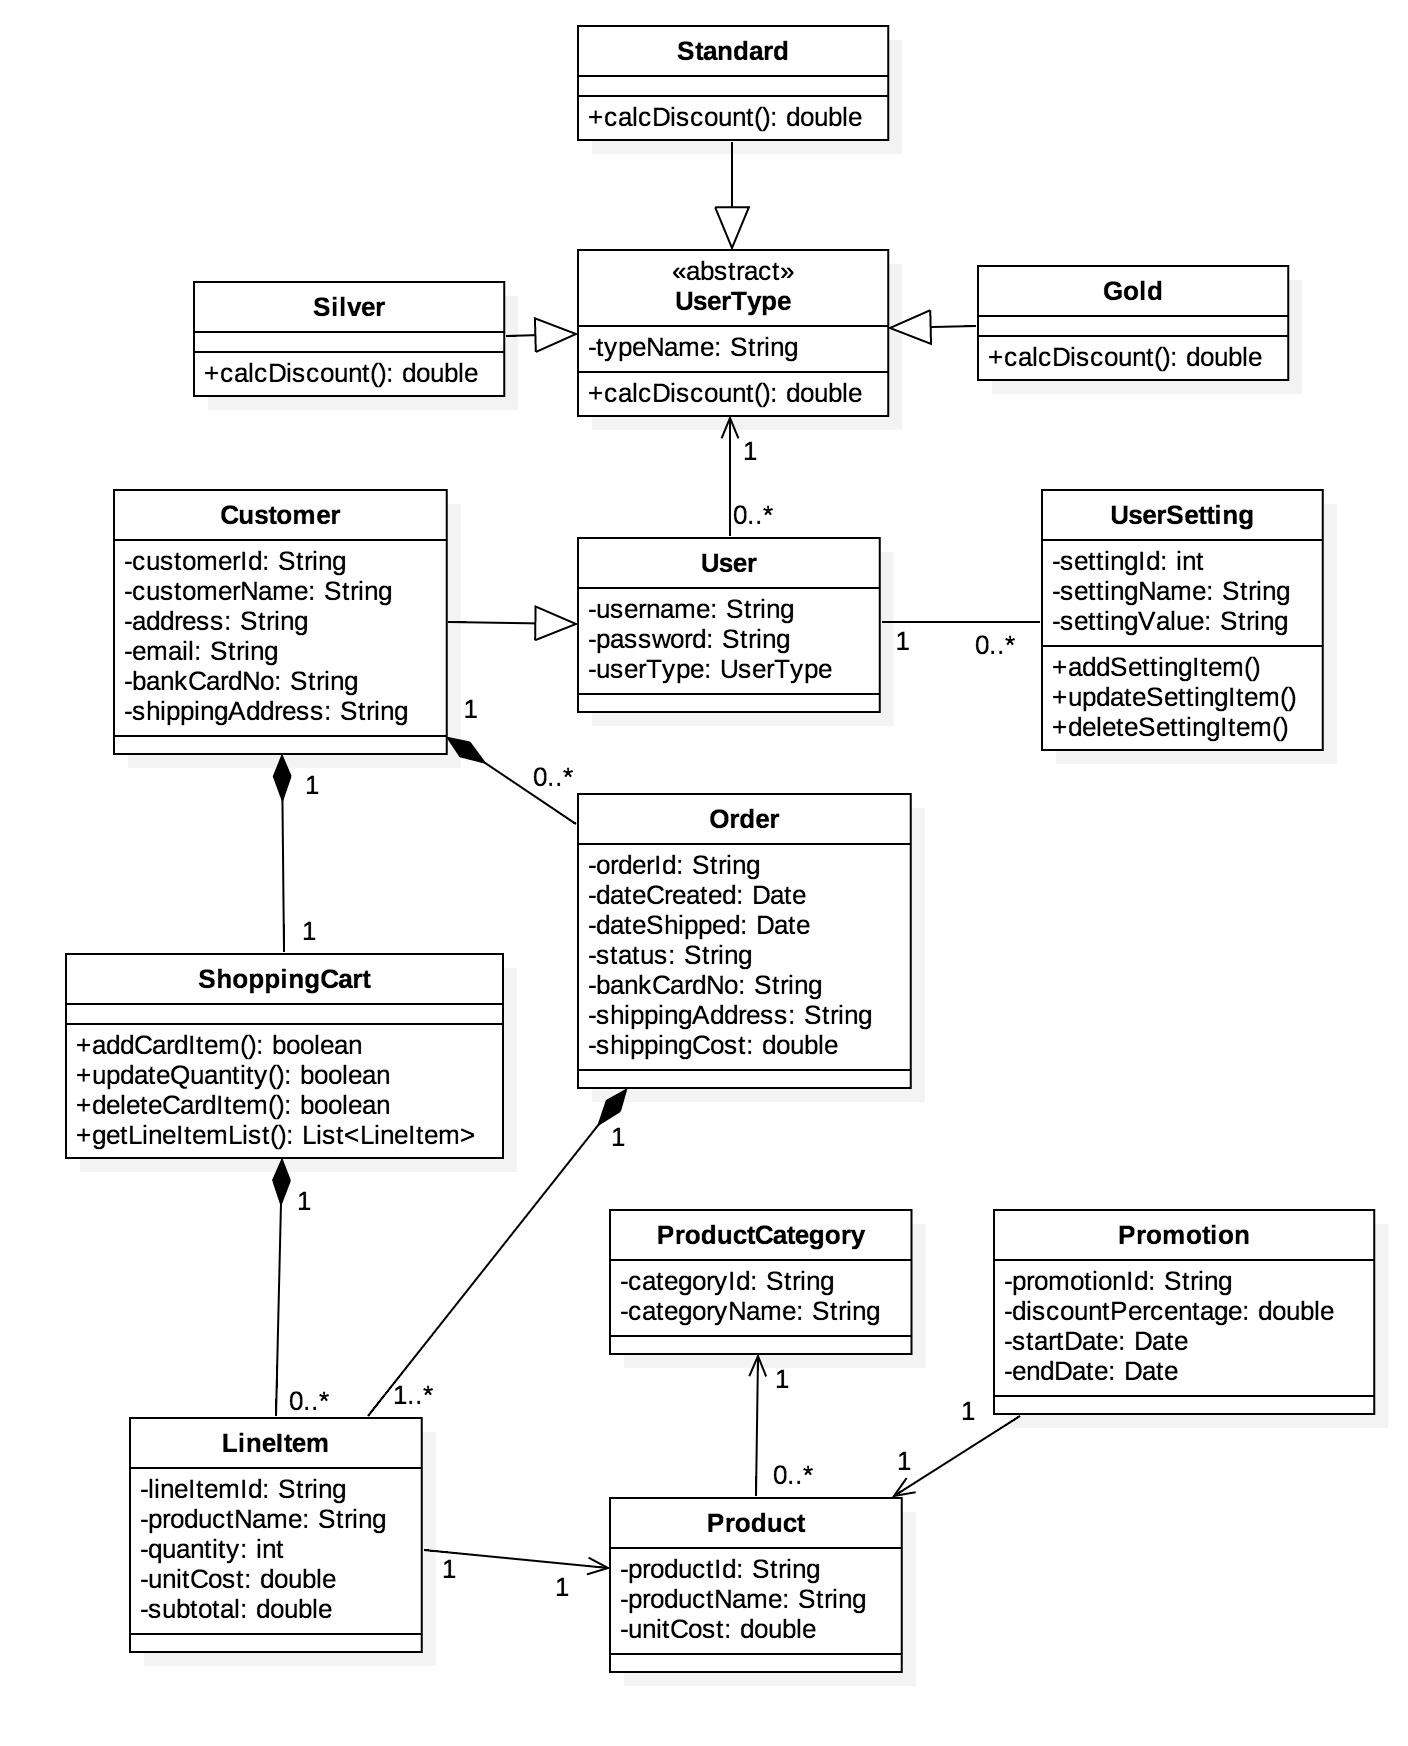 Standard
+calcDiscount(): double
«abstract»
UserType
-typeName: String
+calcDiscount(): double
Silver
+calcDiscount(): double
Gold
+calcDiscount(): double
1
0..*
Customer
-customerId: String
-customerName: String
-address: String
-email: String
-bankCardNo: String
-shippingAddress: String
User
-username: String
-password: String
-userType: UserType
1
0..*
UserSetting
-settingId: int
-settingName: String
-settingValue: String
+addSettingItem()
+updateSettingItem()
+deleteSettingItem()
1
0..*
1
1
Order
-orderId: String
-dateCreated: Date
-dateShipped: Date
-status: String
-bankCardNo: String
-shippingAddress: String
-shippingCost: double
ShoppingCart
+addCardItem(): boolean
+updateQuantity(): boolean
+deleteCardItem(): boolean
+getLineItemList(): List<LineItem>
1
1
0..*
1..*
ProductCategory
-categoryId: String
-categoryName: String
Promotion
-promotionId: String
-discountPercentage: double
-startDate: Date
-endDate: Date
1
0..*
1
1
LineItem
-lineItemId: String
-productName: String
-quantity: int
-unitCost: double
-subtotal: double
1
1
Product
-productId: String
-productName: String
-unitCost: double